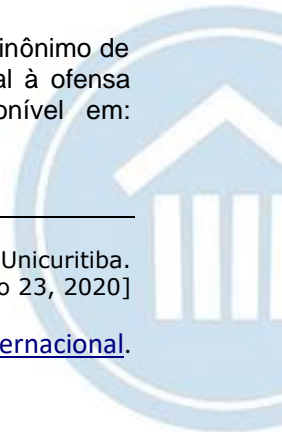 inônimo de
al à ofensa
onível em:
Unicuritiba.
o 23, 2020]
ernacional.